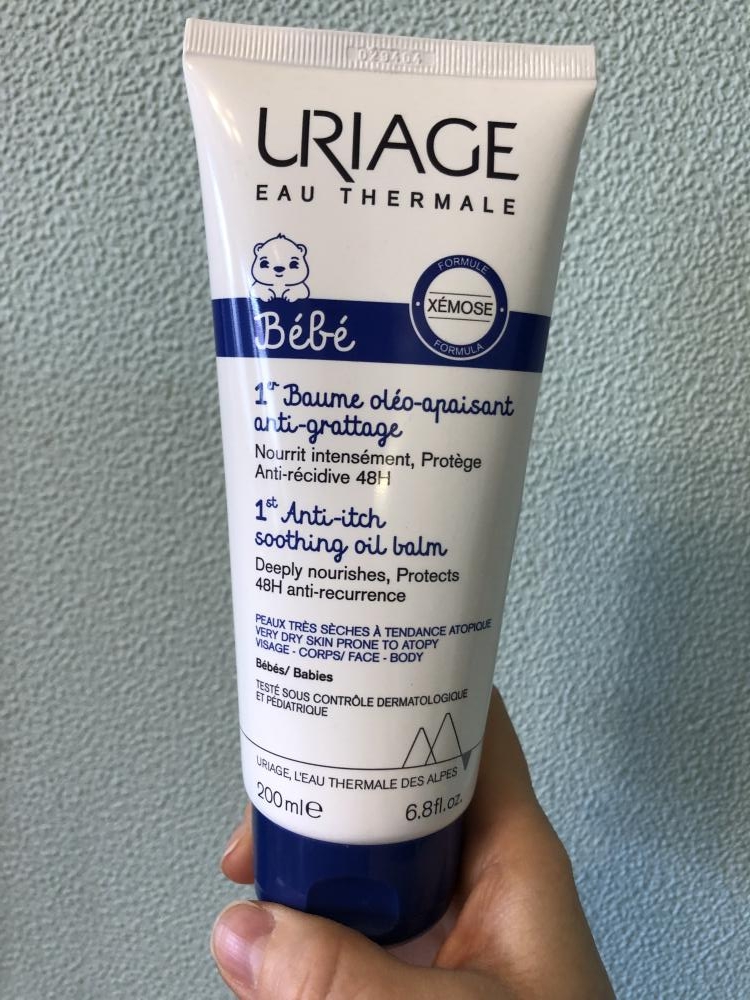 URIAGE
EAU THERMALE
FORMULE
XÉMOSE
FORMULA
Bébé
1er Baume oléo-apaisant
anti-grattage
Nourrit intensément, Protège
Anti-récidive 48H
1st Anti-itch
soothing oil balm
Deeply nourishes, Protects
48H anti-recurrence
PEAUX TRÈS SÈCHES À TENDANCE ATOPIQUE
VERY DRY SKIN PRONE TO ATOPY
VISAGE - CORPS/ FACE - BODY
Bébés/ Babies
TESTÉ SOUS CONTRÔLE DERMATOLOGIQUE
ET PÉDIATRIQUE
URIAGE, L'EAU THERMALE DES ALPES
200 ml℮
6.8fl.oz.